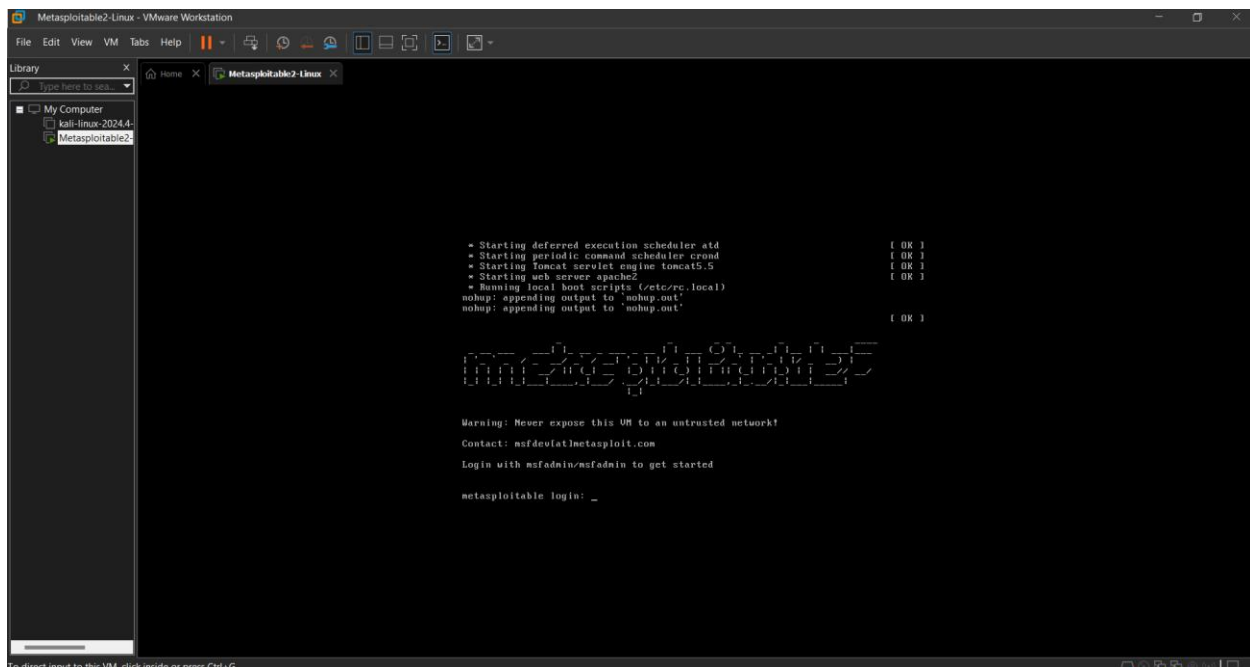 Metasploitable2-Linux - VMware Workstation
File Edit View VM Tabs Help
Library
Type here to sea...
Home
Metasploitable2-Linux
My Computer
kali-linux-2024.4-
Metasploitable2-
* Starting deferred execution scheduler atd [ OK ]
* Starting periodic command scheduler crond [ OK ]
* Starting Tomcat servlet engine tomcat5.5 [ OK ]
* Starting web server apache2 [ OK ]
* Running local boot scripts (/etc/rc.local)
nohup: appending output to `nohup.out'
nohup: appending output to `nohup.out'
[ OK ]
metasploitable2
Warning: Never expose this VM to an untrusted network!
Contact: msfdev[at]metasploit.com
Login with msfadmin/msfadmin to get started
metasploitable login: _
To direct input to this VM, click inside or press Ctrl+G.